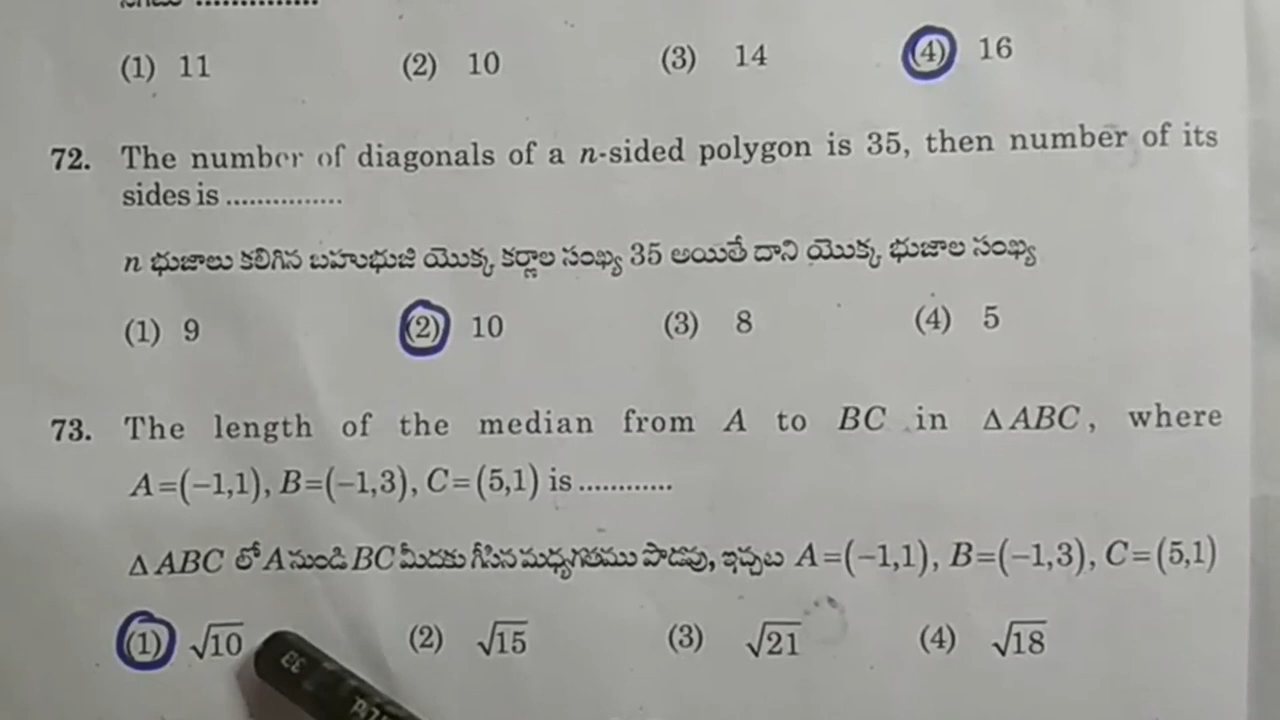 (1) 11 (2) 10 (3) 14 (4) 16
72. The number of diagonals of a n-sided polygon is 35, then number of its
sides is ...............
n భుజాలు కలిగిన బహుభుజి యొక్క కర్ణాల సంఖ్య 35 అయితే దాని యొక్క భుజాల సంఖ్య
(1) 9 (2) 10 (3) 8 (4) 5
73. The length of the median from A to BC in Δ ABC, where
A=(−1,1), B=(−1,3), C=(5,1) is ............
Δ ABC లో A నుండి BC మీదకు గీసిన మధ్యగతము పొడవు, ఇచ్చట A=(−1,1), B=(−1,3), C=(5,1)
(1) √10 (2) √15 (3) √21 (4) √18